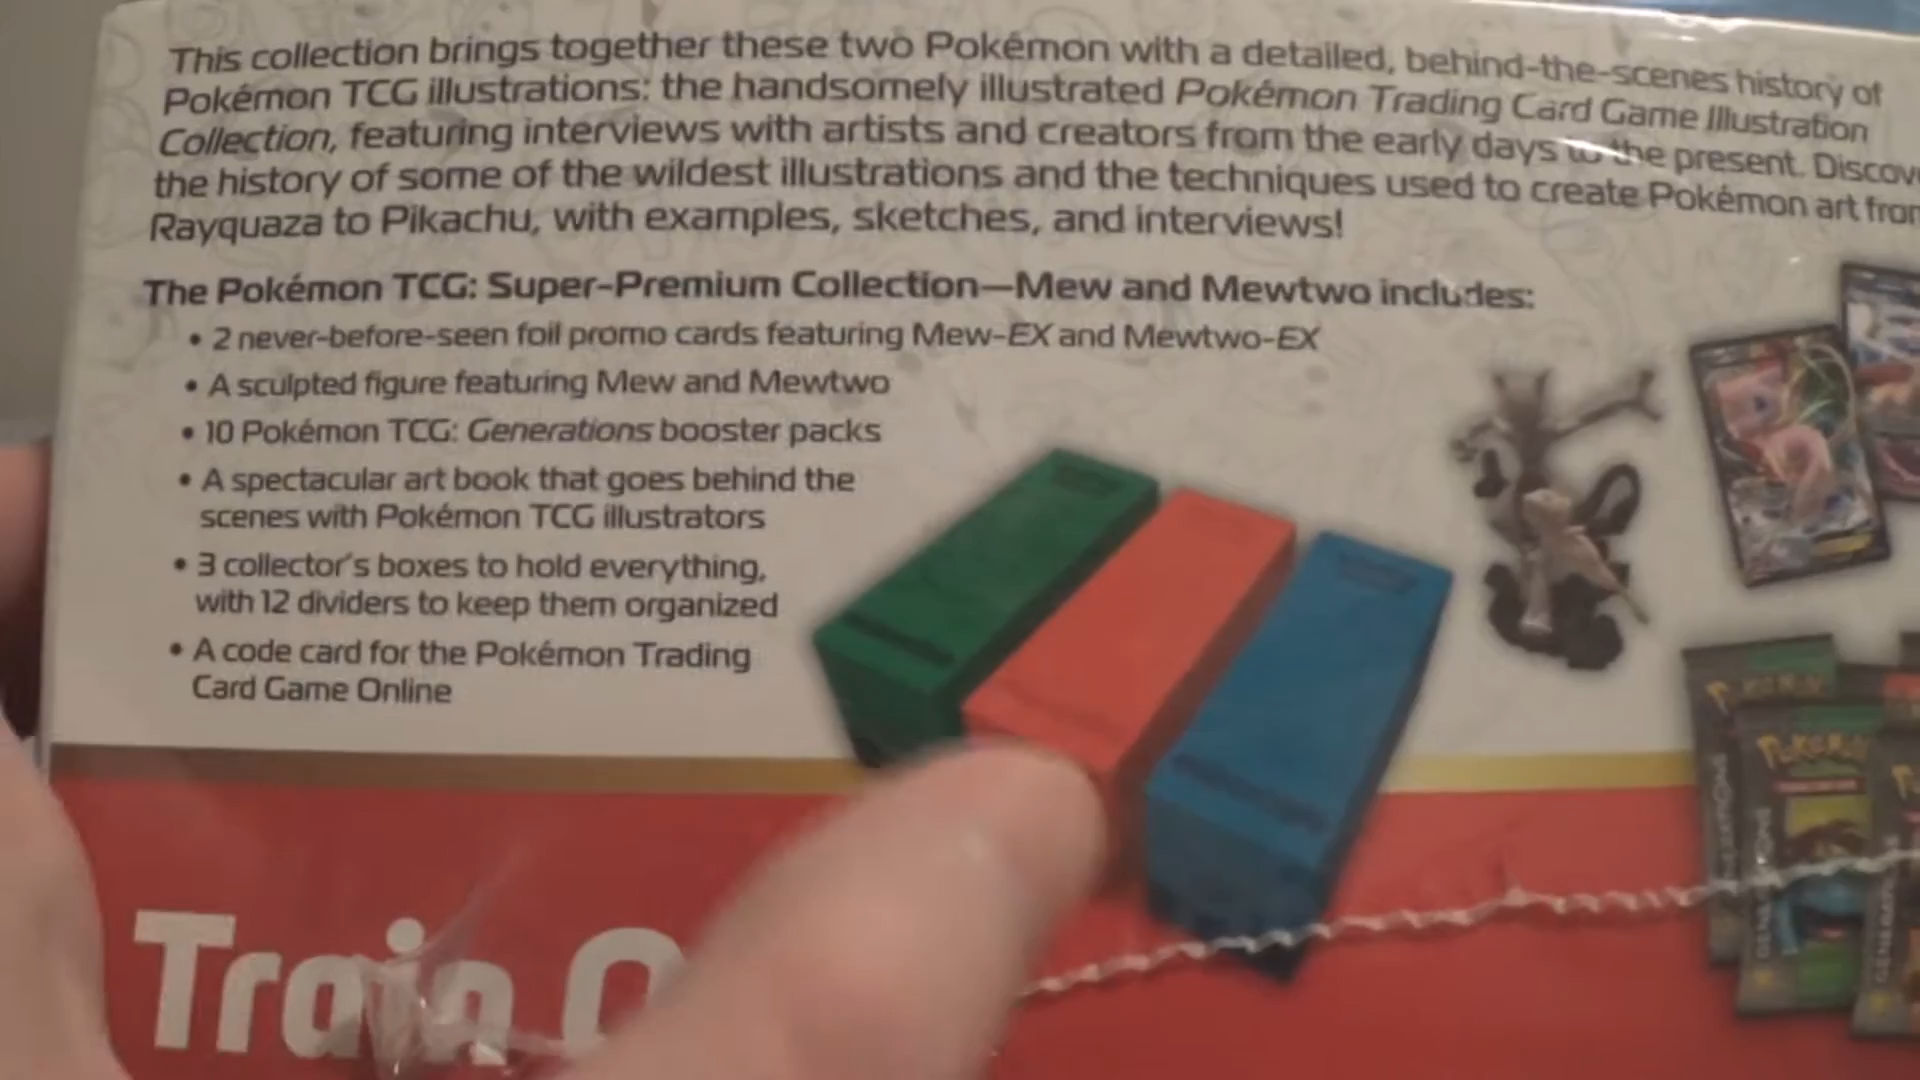 This collection brings together these two Pokémon with a detailed, behind-the-scenes history of
Pokémon TCG illustrations: the handsomely illustrated Pokémon Trading Card Game Illustration
Collection, featuring interviews with artists and creators from the early days to the present. Discov
the history of some of the wildest illustrations and the techniques used to create Pokémon art from
Rayquaza to Pikachu, with examples, sketches, and interviews!
The Pokémon TCG: Super-Premium Collection—Mew and Mewtwo includes:
• 2 never-before-seen foil promo cards featuring Mew-EX and Mewtwo-EX
• A sculpted figure featuring Mew and Mewtwo
• 10 Pokémon TCG: Generations booster packs
• A spectacular art book that goes behind the
scenes with Pokémon TCG illustrators
• 3 collector's boxes to hold everything,
with 12 dividers to keep them organized
• A code card for the Pokémon Trading
Card Game Online
Pokémon
Pokémon
GENERATIONS
GENERATIONS
Train